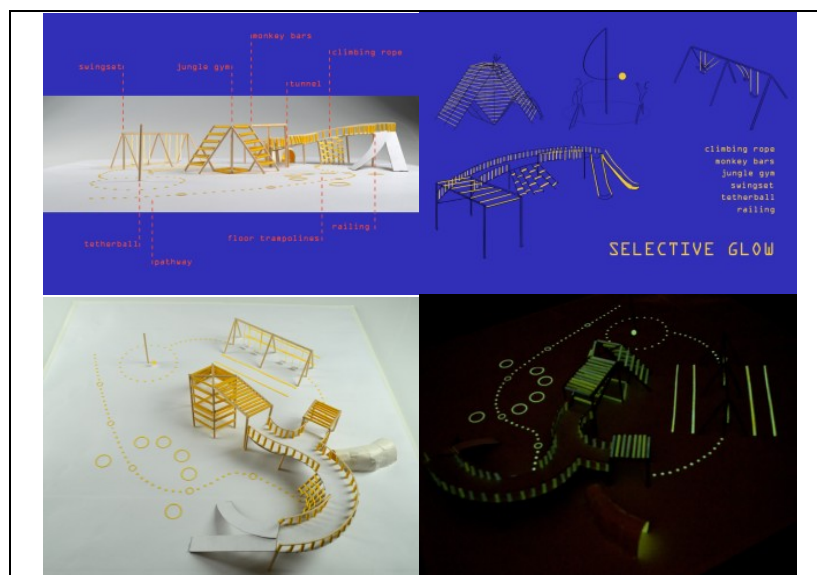 monkey bars
climbing rope
swingset
jungle gym
tunnel
tetherball
floor trampolines
railing
pathway
climbing rope
monkey bars
jungle gym
swingset
tetherball
railing
SELECTIVE GLOW